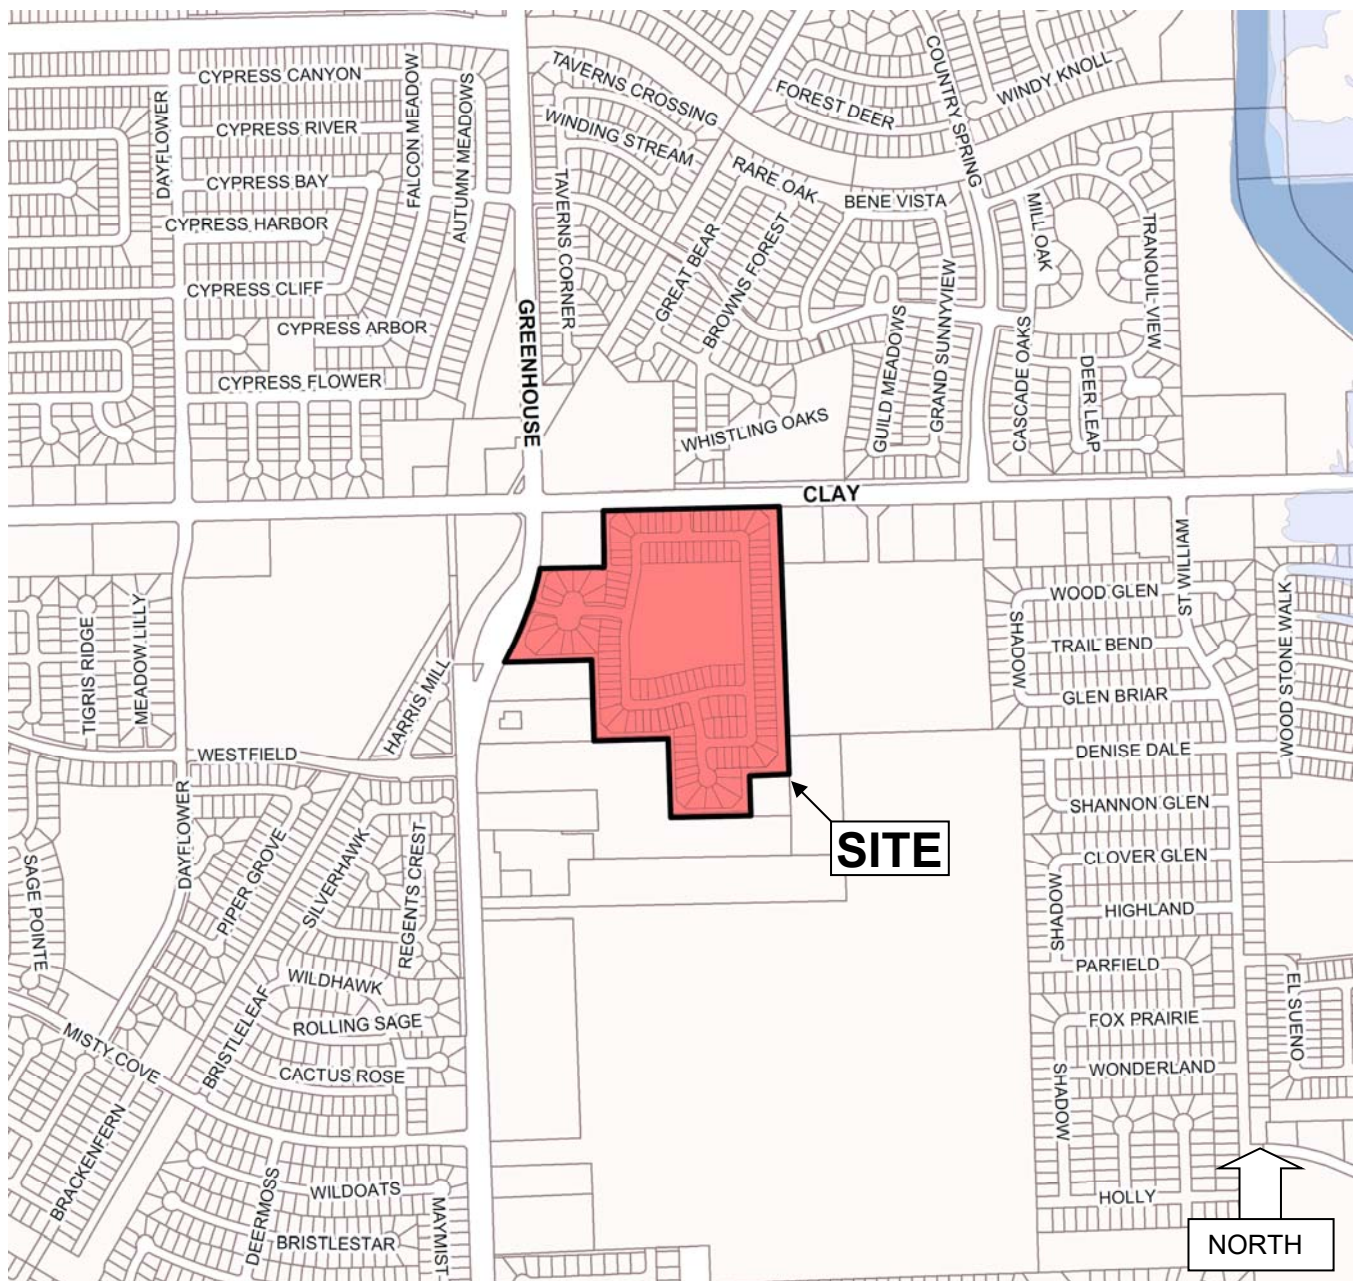 CYPRESS CANYON
CYPRESS RIVER
CYPRESS BAY
CYPRESS HARBOR
CYPRESS CLIFF
CYPRESS ARBOR
CYPRESS FLOWER
DAYFLOWER
FALCON MEADOW
AUTUMN MEADOWS
GREENHOUSE
TAVERNS CROSSING
WINDING STREAM
TAVERNS CORNER
FOREST DEER
COUNTRY SPRING
WINDY KNOLL
RARE OAK
BENE VISTA
GREAT BEAR
BROWNS FOREST
MILL OAK
TRANQUIL VIEW
GUILD MEADOWS
GRAND SUNNYVIEW
CASCADE OAKS
DEER LEAP
WHISTLING OAKS
CLAY
ST. WILLIAM
WOOD GLEN
SHADOW
TRAIL BEND
GLEN BRIAR
WOOD STONE WALK
DENISE DALE
SHANNON GLEN
CLOVER GLEN
SHADOW
HIGHLAND
PARFIELD
FOX PRAIRIE
EL SUENO
WONDERLAND
SHADOW
HOLLY
TIGRIS RIDGE
MEADOW LILLY
HARRIS MILL
WESTFIELD
DAYFLOWER
PIPER GROVE
SILVERHAWK
REGENTS CREST
SAGE POINTE
WILDHAWK
BRISTLELEAF
ROLLING SAGE
MISTY COVE
CACTUS ROSE
BRACKENFERN
DEERMOSS
WILDOATS
BRISTLESTAR
MAYMIST
SITE
NORTH